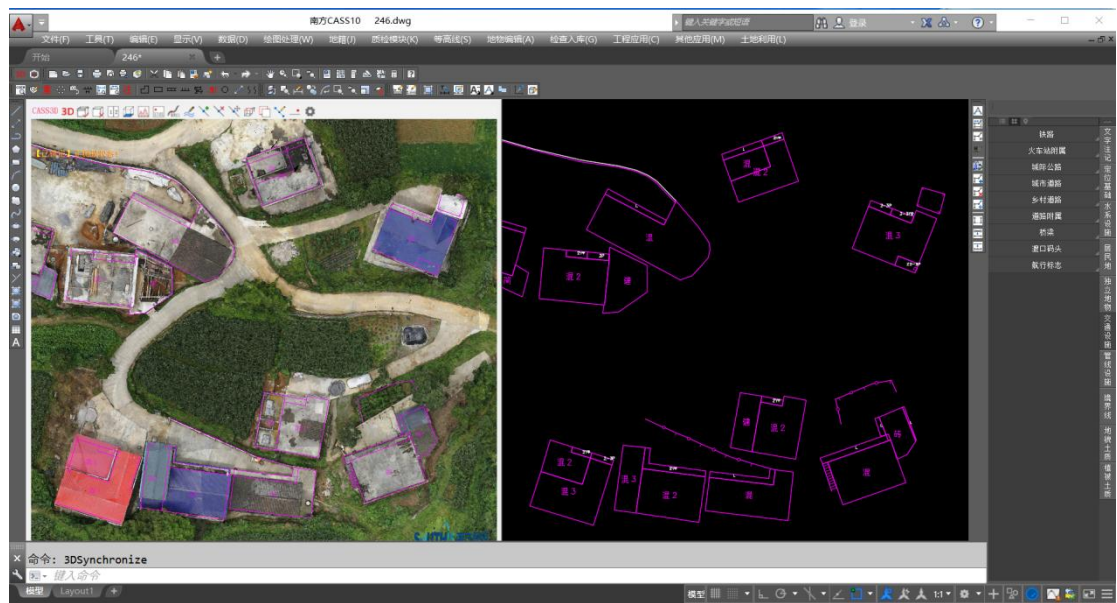 南方CASS10 246.dwg
键入关键字或短语
登录
文件(F) 工具(T) 编辑(E) 显示(V) 数据(D) 绘图处理(W) 地籍(J) 质检模块(K) 等高线(S) 地物编辑(A) 检查入库(G) 工程应用(C) 其他应用(M) 土地利用(L)
开始 246*
CASS3D 3D
铁路
火车站附属
城际公路
城市道路
乡村道路
道路附属
桥梁
渡口码头
航行标志
文字注记
定位基础
水系设施
居民地
独立地物
交通设施
管线设施
境界线
地貌土质
植被土质
混
混2
混
混3
混2
建
建
混2
混2
混3
混3
混2
混
混
砖
命令: 3DSynchronize
键入命令
模型 Layout1 +
模型 1:1